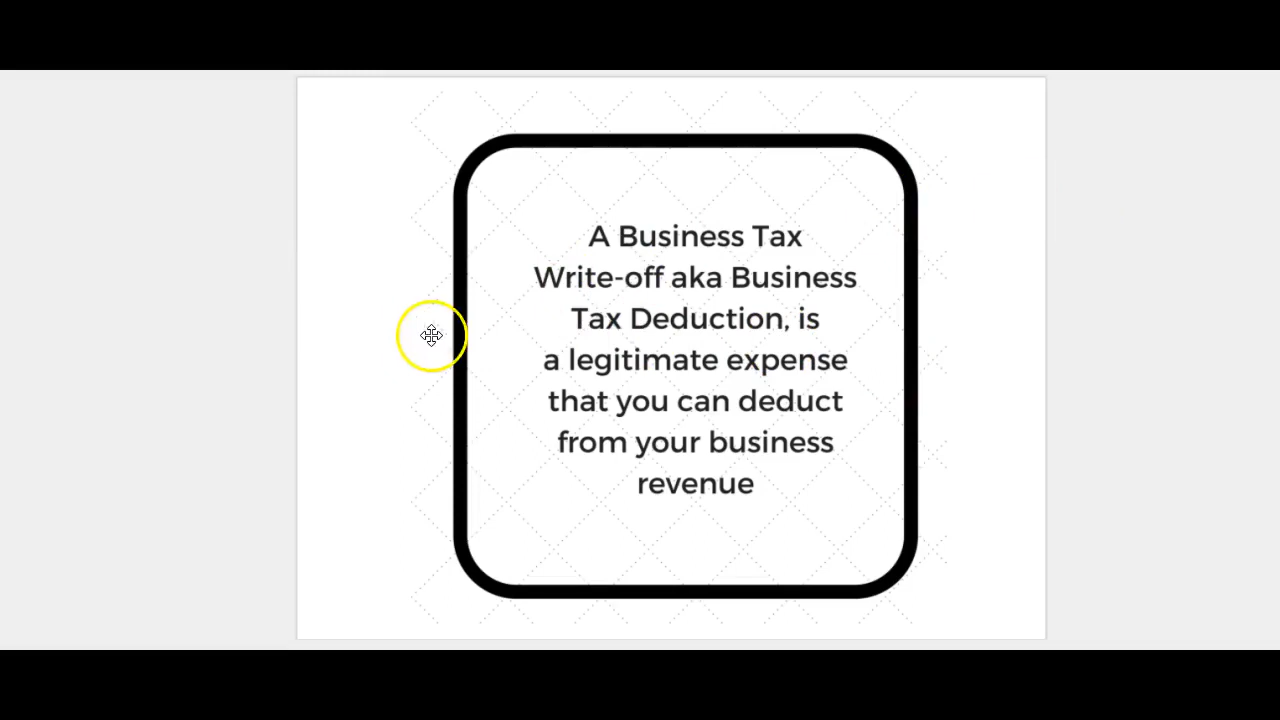 A Business Tax
Write-off aka Business
Tax Deduction, is
a legitimate expense
that you can deduct
from your business
revenue